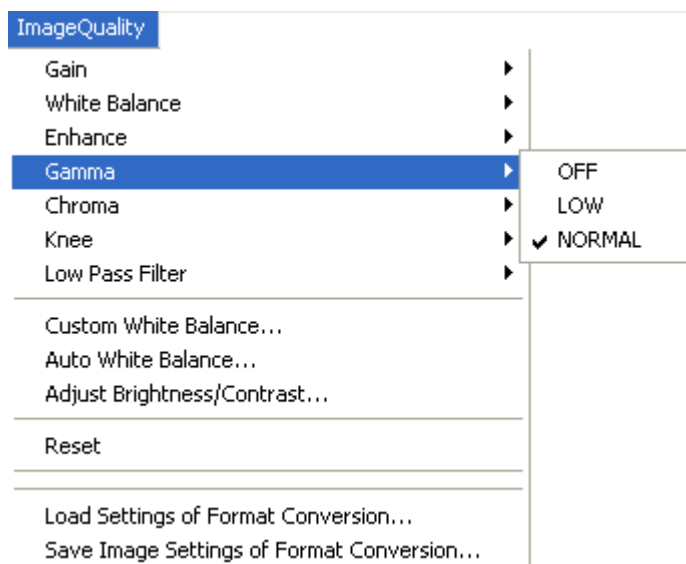 ImageQuality
Gain
White Balance
Enhance
Gamma
OFF
Chroma
LOW
Knee
NORMAL
Low Pass Filter
Custom White Balance...
Auto White Balance...
Adjust Brightness/Contrast...
Reset
Load Settings of Format Conversion...
Save Image Settings of Format Conversion...